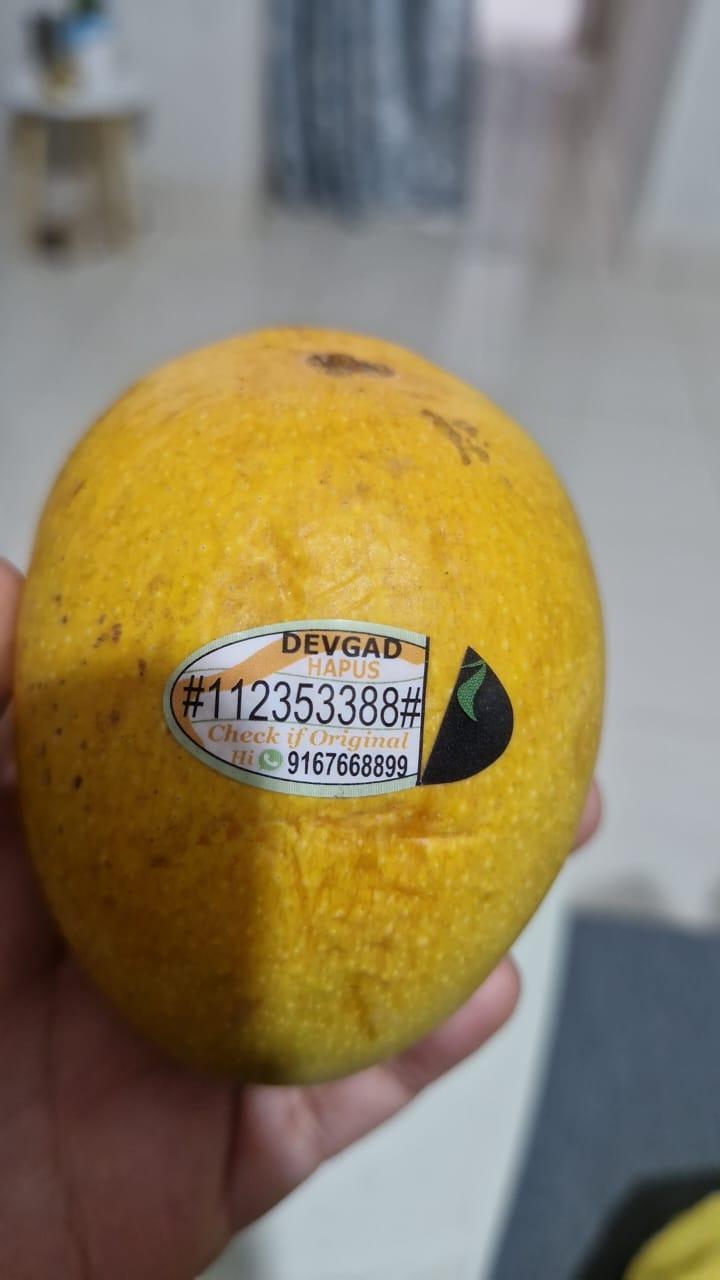 DEVGAD
HAPUS
#112353388#
Check if Original
Hi 9167668899